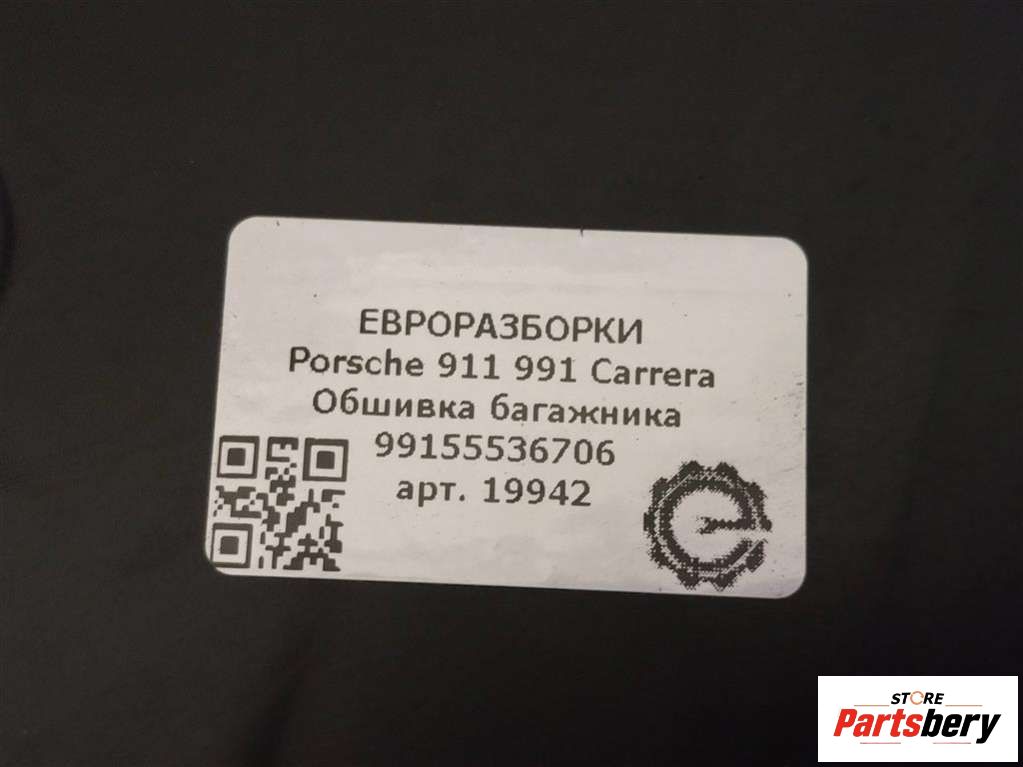 ЕВРОРАЗБОРКИ
Porsche 911 991 Carrera
Обшивка багажника
99155536706
арт. 19942
STORE
Partsbery